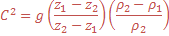 C² = g ((z₁ − z₂)/(z₂ − z₁)) ((ρ₂ − ρ₁)/ρ₂)